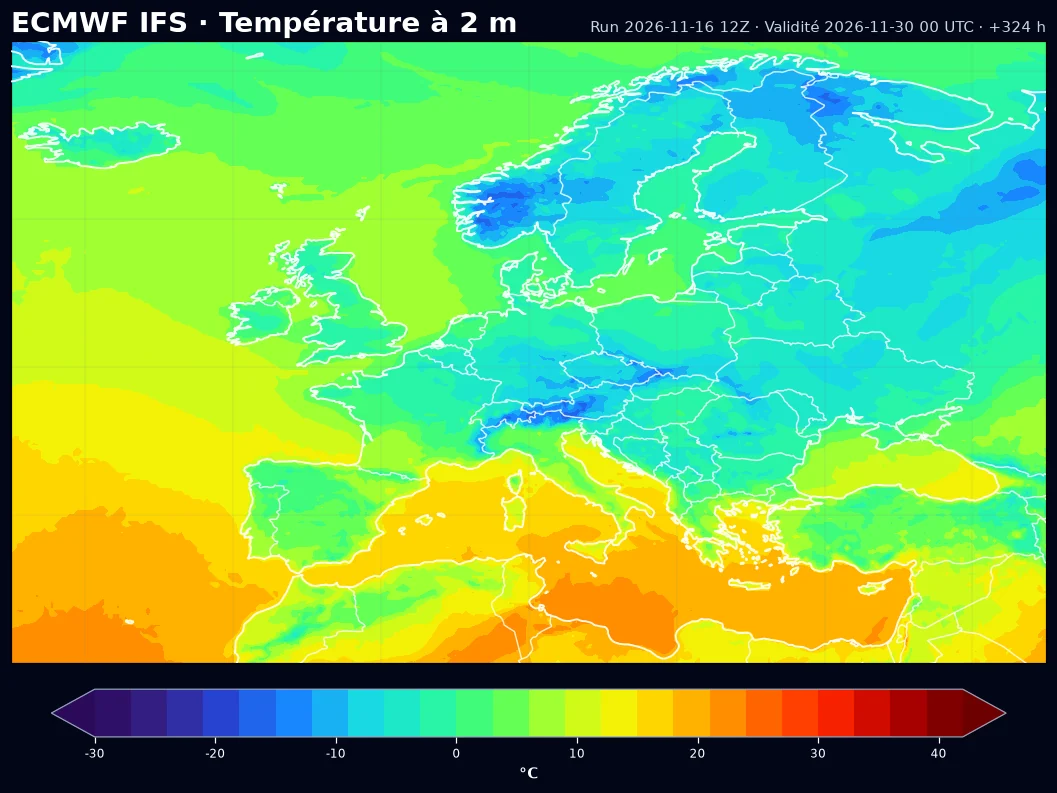 ECMWF IFS · Température à 2 m
Run 2026-11-16 12Z · Validité 2026-11-30 00 UTC · +324 h
-30 -20 -10 0 10 20 30 40
°C